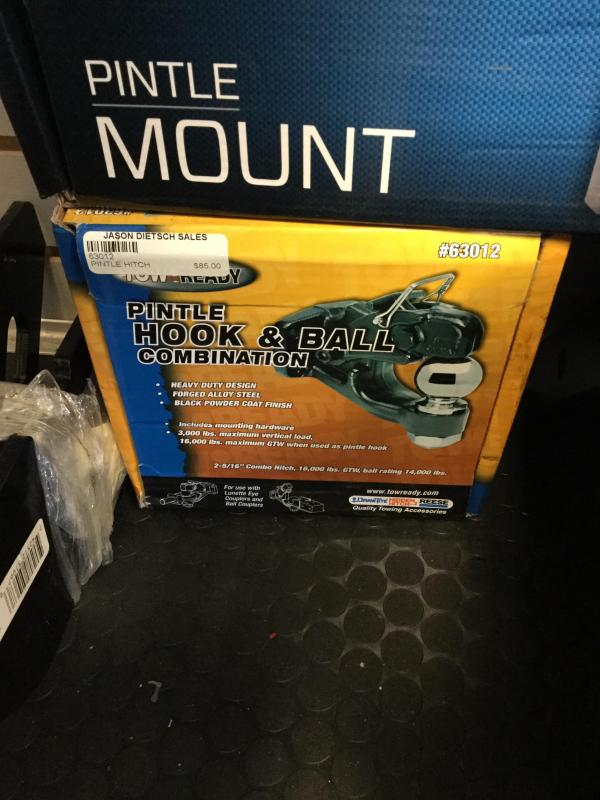 PINTLE
MOUNT
JASON DIETSCH SALES
63012
PINTLE HITCH $85.00
#63012
TOW READY
PINTLE
HOOK & BALL
COMBINATION
• HEAVY DUTY DESIGN
• FORGED ALLOY STEEL
• BLACK POWDER COAT FINISH
• Includes mounting hardware
• 3,000 lbs. maximum vertical load,
16,000 lbs. maximum GTW when used as pintle hook
2-5/16" Combo Hitch, 16,000 lbs. GTW, ball rating 14,000 lbs.
For use with
Lunette Eye
Couplers and
Ball Couplers
www.towready.com
REESE
Quality Towing Accessories